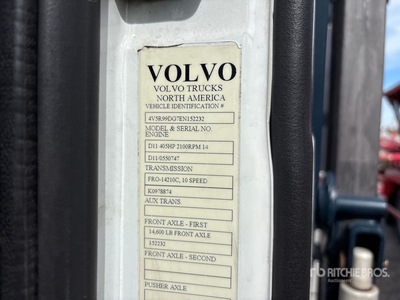 VOLVO
VOLVO TRUCKS
NORTH AMERICA
VEHICLE IDENTIFICATION #
4V5R99DG7EN152232
MODEL & SERIAL NO.
ENGINE
D11 405HP 2100RPM 14
D11/0550747
TRANSMISSION
FRO-14210C, 10 SPEED
K0978874
AUX TRANS.
FRONT AXLE - FIRST
14,600 LB FRONT AXLE
152232
FRONT AXLE - SECOND
PUSHER AXLE
RITCHIE BROS.
Auctioneers